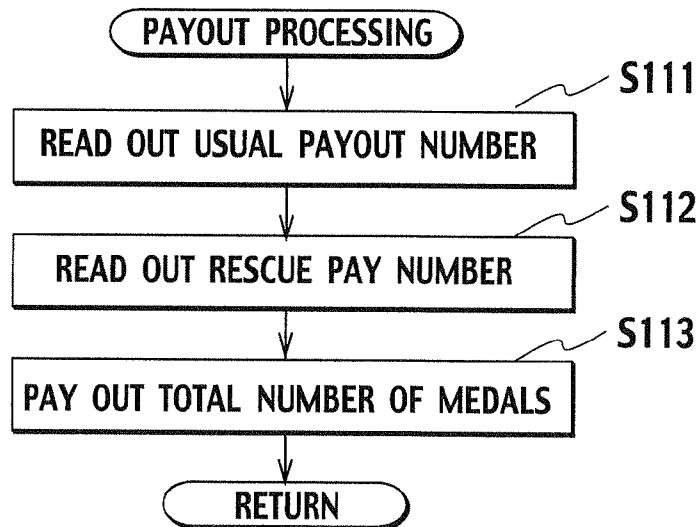 PAYOUT PROCESSING
S111
READ OUT USUAL PAYOUT NUMBER
S112
READ OUT RESCUE PAY NUMBER
S113
PAY OUT TOTAL NUMBER OF MEDALS
RETURN